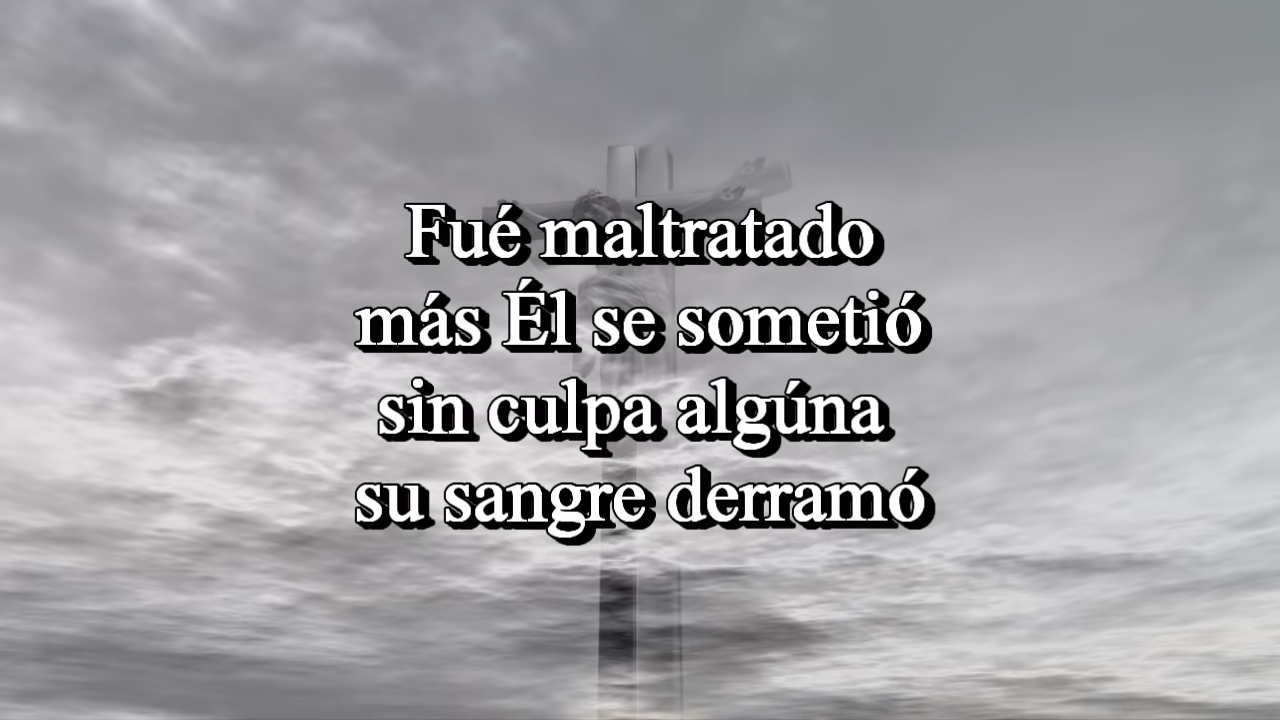 Fué maltratado
más Él se sometió
sin culpa algúna
su sangre derramó